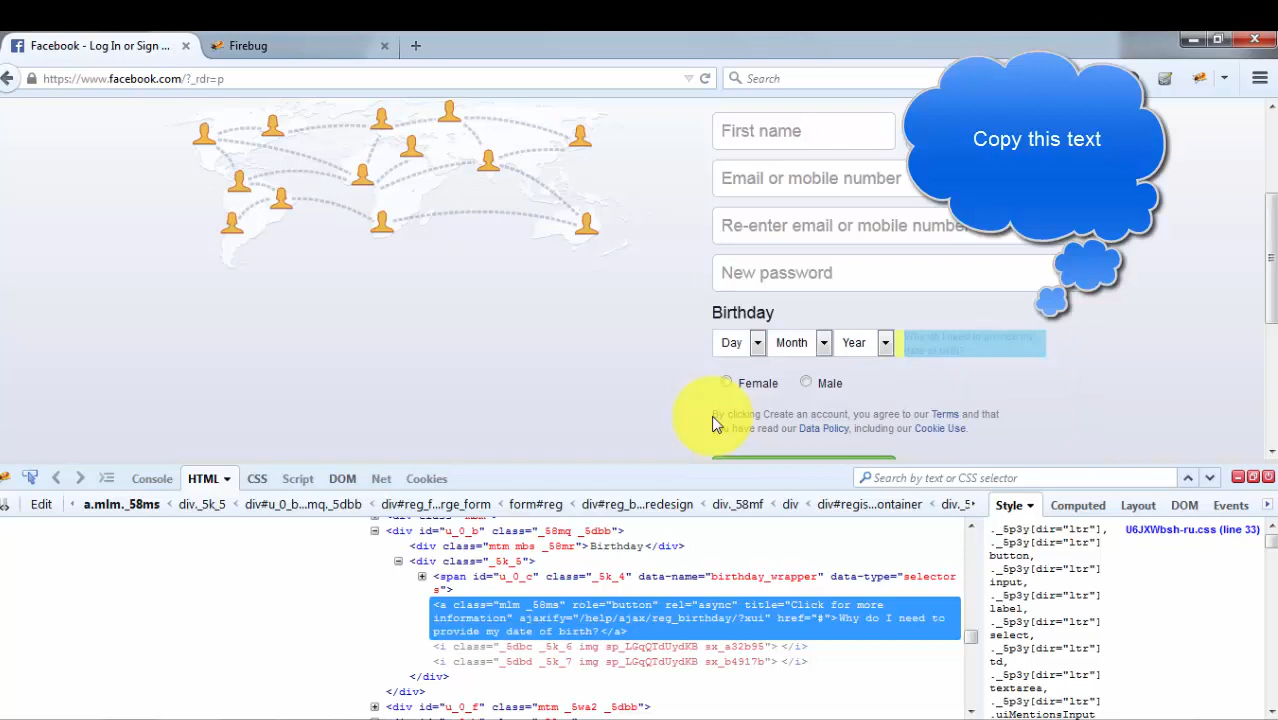 Facebook - Log In or Sign ...
Firebug
https://www.facebook.com/?_rdr=p
Search
Copy this text
First name
Email or mobile number
Re-enter email or mobile number
New password
Birthday
Day
Month
Year
Why do I need to provide my
date of birth?
Female
Male
By clicking Create an account, you agree to our Terms and that
you have read our Data Policy, including our Cookie Use.
Console
HTML
CSS
Script
DOM
Net
Cookies
Search by text or CSS selector
Edit
a.mlm._58ms
div._5k_5
div#u_0_b...mq._5dbb
div#reg_f...rge_form
form#reg
div#reg_b...redesign
div._58mf
div
div#regis...ontainer
div._5
Style
Computed
Layout
DOM
Events
<div id="u_0_b" class="_58mq _5dbb">
<div class="mtm mbs _58mr">Birthday</div>
<div class="_5k_5">
<span id="u_0_c" class="_5k_4" data-name="birthday_wrapper" data-type="selector
s">
<a class="mlm _58ms" role="button" rel="async" title="Click for more
information" ajaxify="/help/ajax/reg_birthday/?xui" href="#">Why do I need to
provide my date of birth?</a>
<i class="_5dbc _5k_6 img sp_LGqQTdUydKB sx_a32b95"></i>
<i class="_5dbd _5k_7 img sp_LGqQTdUydKB sx_b4917b"></i>
</div>
</div>
<div id="u_0_f" class="mtm _5wa2 _5dbb">
._5p3y[dir="ltr"],
U6JXWbsh-ru.css (line 33)
._5p3y[dir="ltr"]
button,
._5p3y[dir="ltr"]
input,
._5p3y[dir="ltr"]
label,
._5p3y[dir="ltr"]
select,
._5p3y[dir="ltr"]
td,
._5p3y[dir="ltr"]
textarea,
._5p3y[dir="ltr"]
.uiMentionsInput